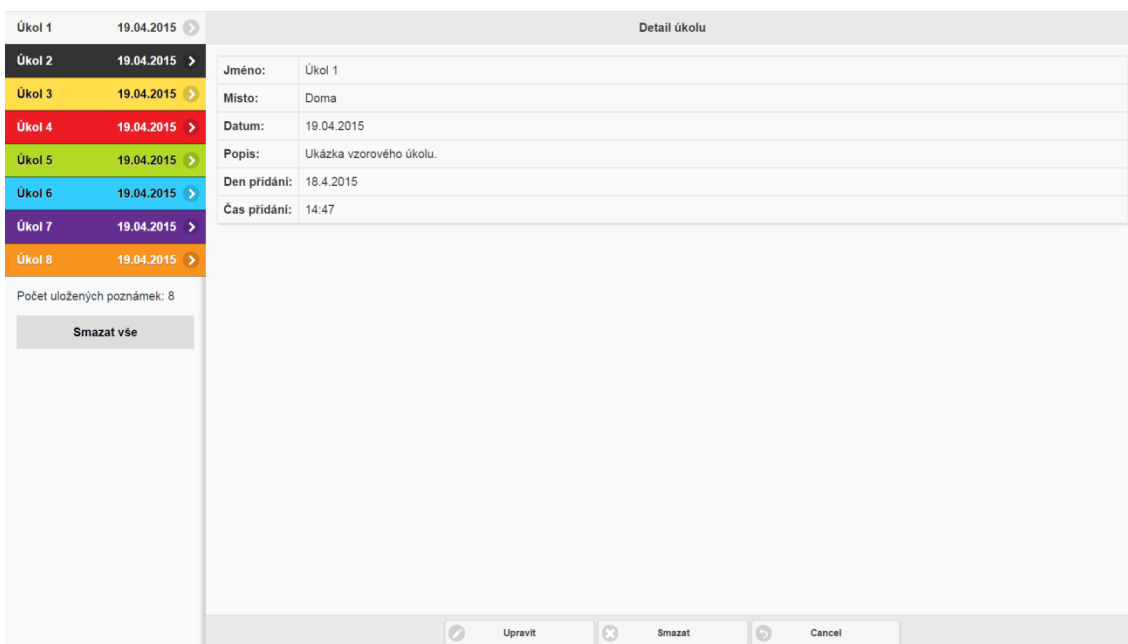 Úkol 1 19.04.2015
Úkol 2 19.04.2015
Úkol 3 19.04.2015
Úkol 4 19.04.2015
Úkol 5 19.04.2015
Úkol 6 19.04.2015
Úkol 7 19.04.2015
Úkol 8 19.04.2015
Počet uložených poznámek: 8
Smazat vše
Detail úkolu
Jméno: Úkol 1
Místo: Doma
Datum: 19.04.2015
Popis: Ukázka vzorového úkolu.
Den přidání: 18.4.2015
Čas přidání: 14:47
Upravit Smazat Cancel